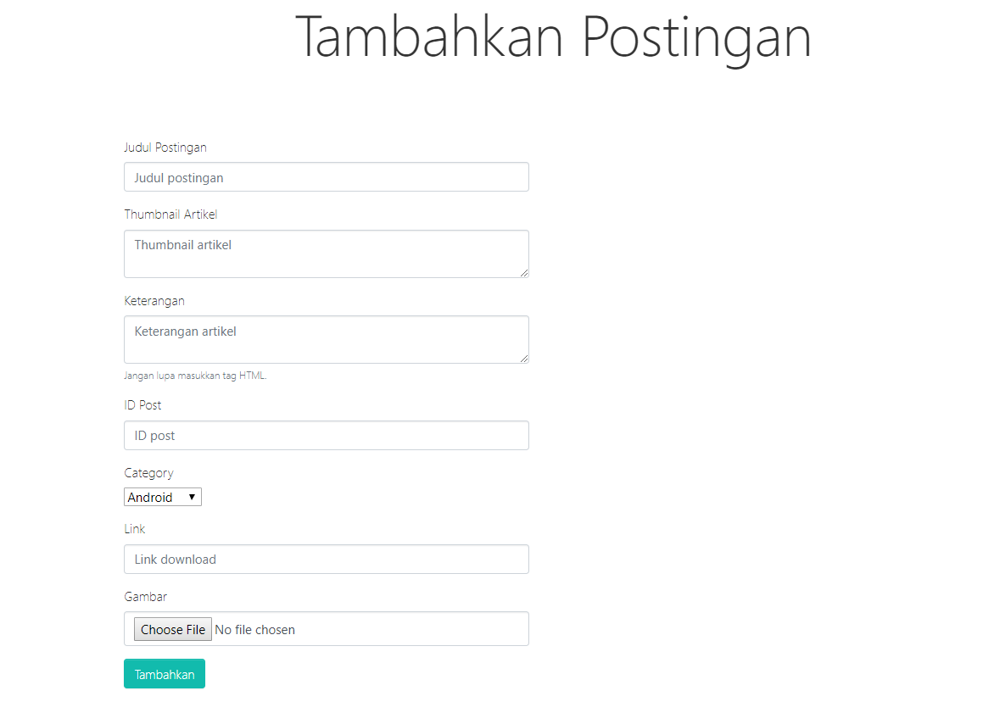 Tambahkan Postingan
Judul Postingan
Judul postingan
Thumbnail Artikel
Thumbnail artikel
Keterangan
Keterangan artikel
Jangan lupa masukkan tag HTML.
ID Post
ID post
Category
Android
Link
Link download
Gambar
Choose File No file chosen
Tambahkan